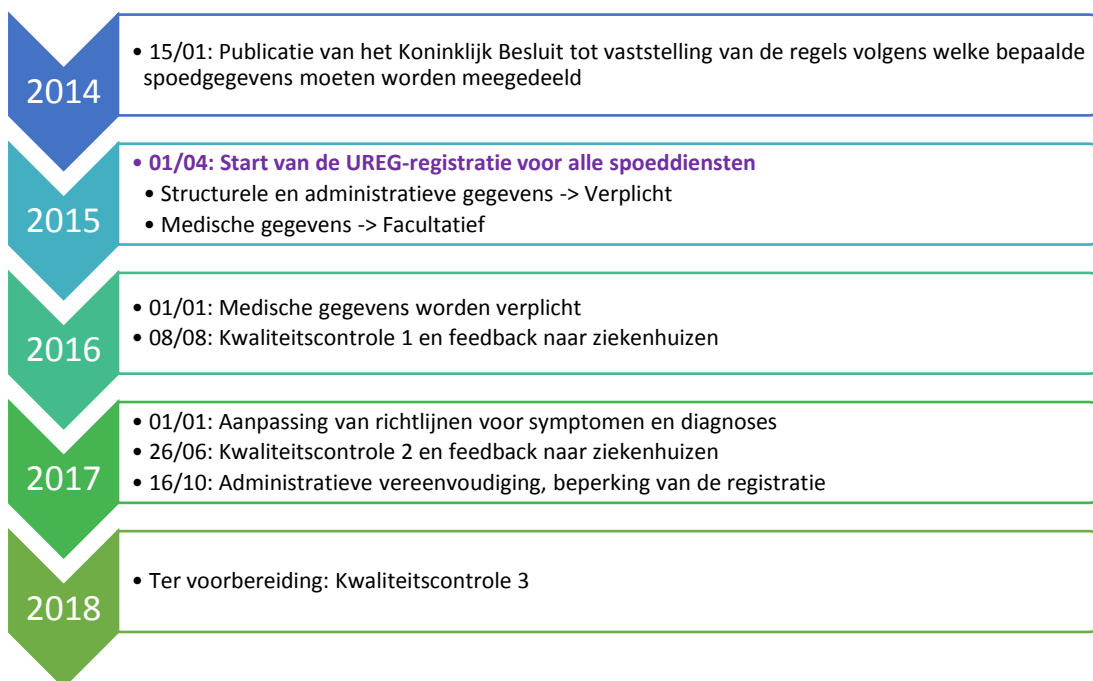 2014
• 15/01: Publicatie van het Koninklijk Besluit tot vaststelling van de regels volgens welke bepaalde
spoedgegevens moeten worden meegedeeld
2015
• 01/04: Start van de UREG-registratie voor alle spoeddiensten
• Structurele en administratieve gegevens -> Verplicht
• Medische gegevens -> Facultatief
2016
• 01/01: Medische gegevens worden verplicht
• 08/08: Kwaliteitscontrole 1 en feedback naar ziekenhuizen
2017
• 01/01: Aanpassing van richtlijnen voor symptomen en diagnoses
• 26/06: Kwaliteitscontrole 2 en feedback naar ziekenhuizen
• 16/10: Administratieve vereenvoudiging, beperking van de registratie
2018
• Ter voorbereiding: Kwaliteitscontrole 3